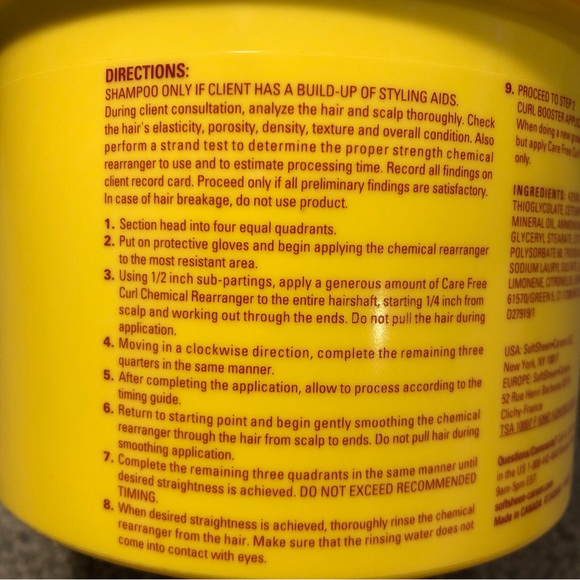 DIRECTIONS:
SHAMPOO ONLY IF CLIENT HAS A BUILD-UP OF STYLING AIDS.
During client consultation, analyze the hair and scalp thoroughly. Check
the hair's elasticity, porosity, density, texture and overall condition. Also
perform a strand test to determine the proper strength chemical
rearranger to use and to estimate processing time. Record all findings on
client record card. Proceed only if all preliminary findings are satisfactory.
In case of hair breakage, do not use product.
1. Section head into four equal quadrants.
2. Put on protective gloves and begin applying the chemical rearranger
to the most resistant area.
3. Using 1/2 inch sub-partings, apply a generous amount of Care Free
Curl Chemical Rearranger to the entire hairshaft, starting 1/4 inch from
scalp and working out through the ends. Do not pull the hair during
application.
4. Moving in a clockwise direction, complete the remaining three
quarters in the same manner.
5. After completing the application, allow to process according to the
timing guide.
6. Return to starting point and begin gently smoothing the chemical
rearranger through the hair from scalp to ends. Do not pull hair during
smoothing application.
7. Complete the remaining three quadrants in the same manner until
desired straightness is achieved. DO NOT EXCEED RECOMMENDED
TIMING.
8. When desired straightness is achieved, thoroughly rinse the chemical
rearranger from the hair. Make sure that the rinsing water does not
come into contact with eyes.
9. PROCEED TO STEP
CURL BOOSTER
When doing a new
but apply Care Free
only.
INGREDIENTS:
THIOGLYCOLATE,
MINERAL OIL,
GLYCERYL STEARATE,
POLYSORBATE
SODIUM LAURYL
LIMONENE,
61570/GREEN 5,
D27919/1
USA:
New York, NY
EUROPE:
52 Rue Henri
Clichy-France
in the US
9am-5pm EST.
Made in CANADA